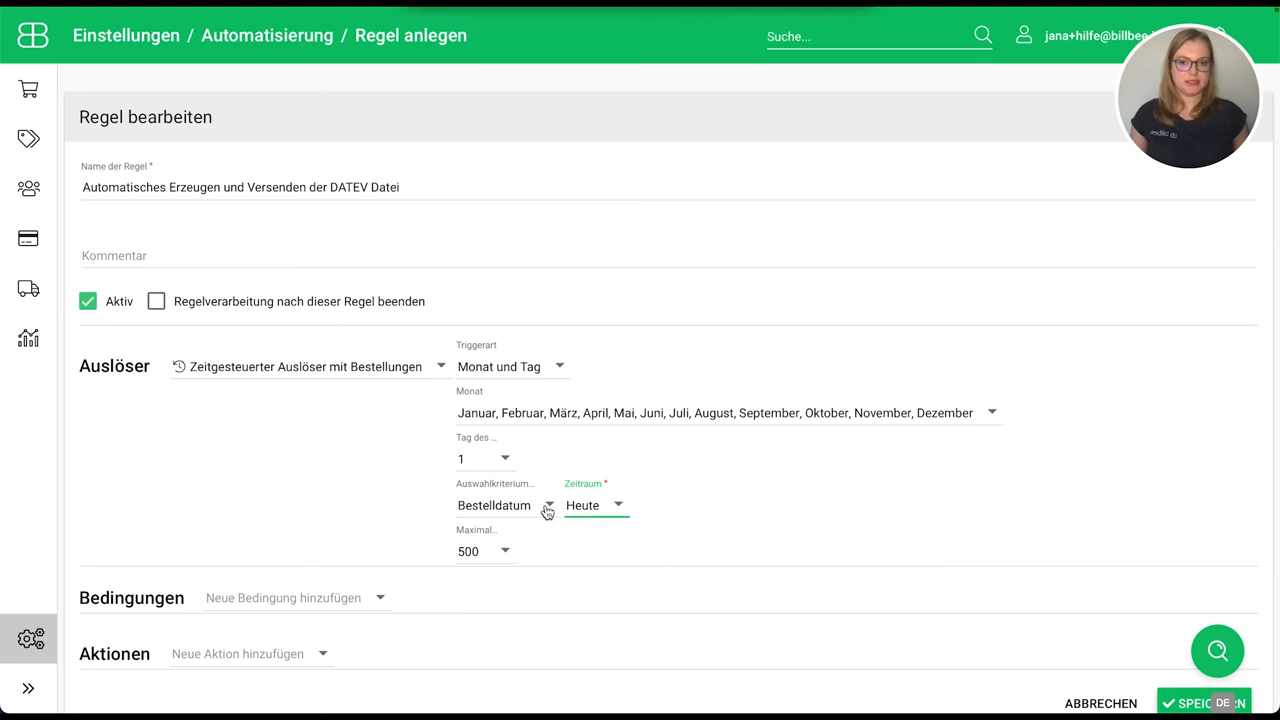 Einstellungen / Automatisierung / Regel anlegen
Suche...
jana+hilfe@billbee
Regel bearbeiten
Name der Regel *
Automatisches Erzeugen und Versenden der DATEV Datei
Kommentar
Aktiv
Regelverarbeitung nach dieser Regel beenden
Auslöser
Zeitgesteuerter Auslöser mit Bestellungen
Triggerart
Monat und Tag
Monat
Januar, Februar, März, April, Mai, Juni, Juli, August, September, Oktober, November, Dezember
Tag des ...
1
Auswahlkriterium...
Zeitraum *
Bestelldatum
Heute
Maximal...
500
Bedingungen
Neue Bedingung hinzufügen
Aktionen
Neue Aktion hinzufügen
ABBRECHEN
DE